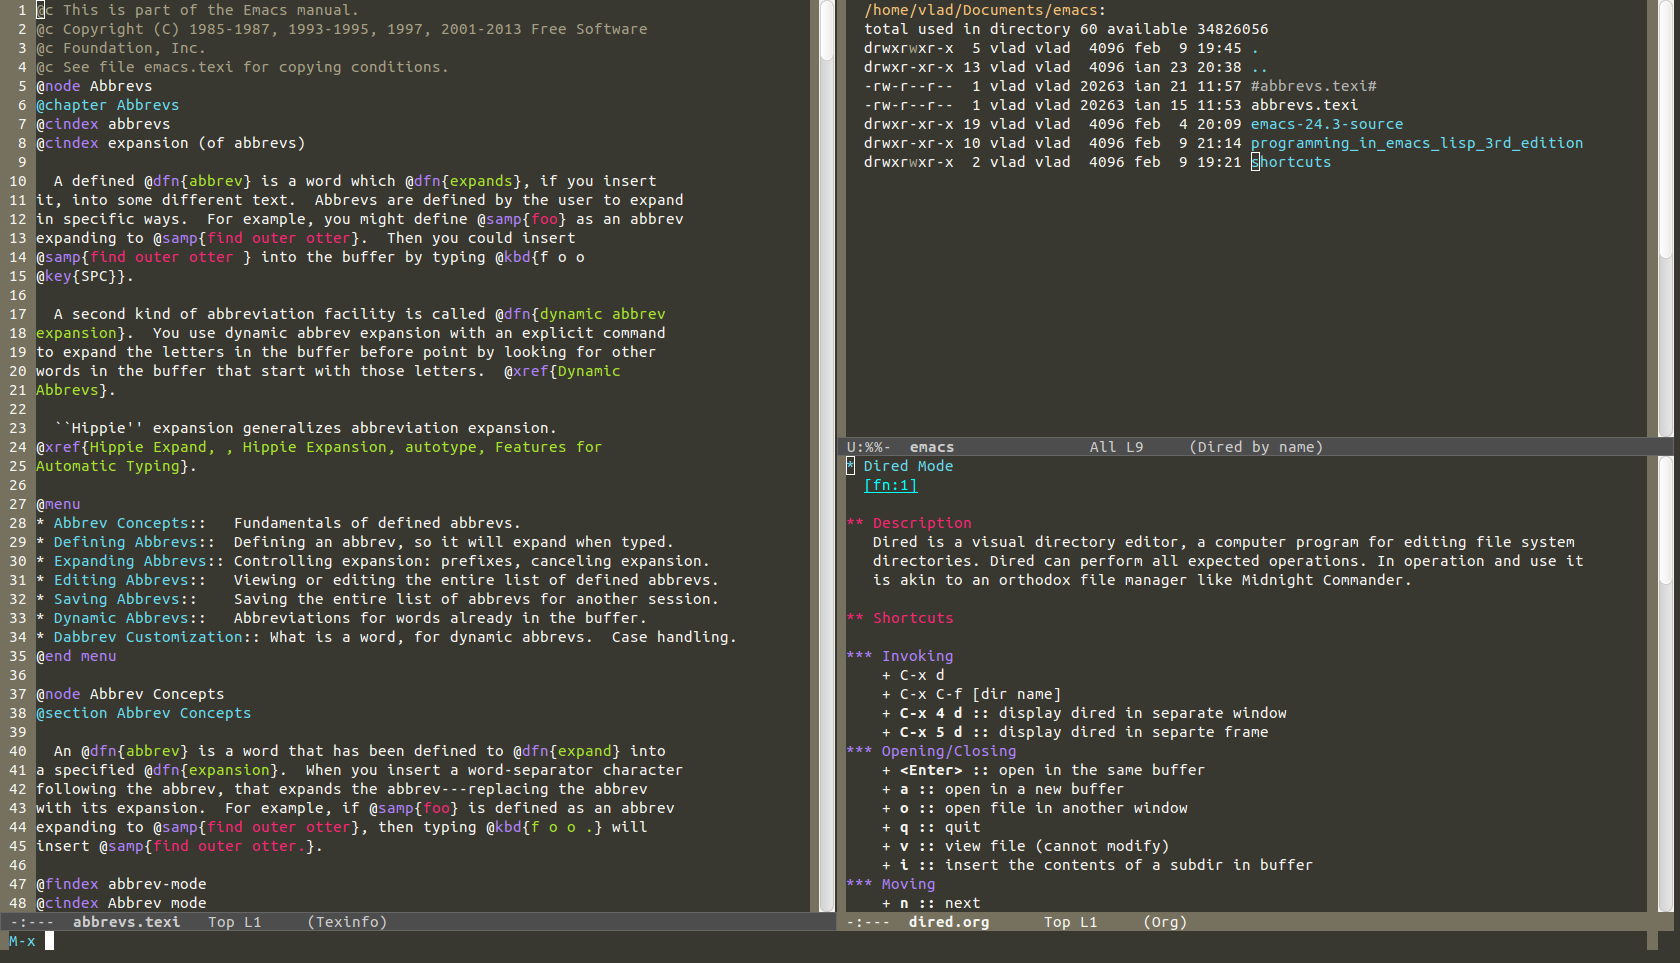 1 @c This is part of the Emacs manual.
2 @c Copyright (C) 1985-1987, 1993-1995, 1997, 2001-2013 Free Software
3 @c Foundation, Inc.
4 @c See file emacs.texi for copying conditions.
5 @node Abbrevs
6 @chapter Abbrevs
7 @cindex abbrevs
8 @cindex expansion (of abbrevs)
9
10   A defined @dfn{abbrev} is a word which @dfn{expands}, if you insert
11 it, into some different text.  Abbrevs are defined by the user to expand
12 in specific ways.  For example, you might define @samp{foo} as an abbrev
13 expanding to @samp{find outer otter}.  Then you could insert
14 @samp{find outer otter } into the buffer by typing @kbd{f o o
15 @key{SPC}}.
16
17   A second kind of abbreviation facility is called @dfn{dynamic abbrev
18 expansion}.  You use dynamic abbrev expansion with an explicit command
19 to expand the letters in the buffer before point by looking for other
20 words in the buffer that start with those letters.  @xref{Dynamic
21 Abbrevs}.
22
23   ``Hippie'' expansion generalizes abbreviation expansion.
24 @xref{Hippie Expand, , Hippie Expansion, autotype, Features for
25 Automatic Typing}.
26
27 @menu
28 * Abbrev Concepts::   Fundamentals of defined abbrevs.
29 * Defining Abbrevs::  Defining an abbrev, so it will expand when typed.
30 * Expanding Abbrevs:: Controlling expansion: prefixes, canceling expansion.
31 * Editing Abbrevs::   Viewing or editing the entire list of defined abbrevs.
32 * Saving Abbrevs::    Saving the entire list of abbrevs for another session.
33 * Dynamic Abbrevs::   Abbreviations for words already in the buffer.
34 * Dabbrev Customization:: What is a word, for dynamic abbrevs.  Case handling.
35 @end menu
36
37 @node Abbrev Concepts
38 @section Abbrev Concepts
39
40   An @dfn{abbrev} is a word that has been defined to @dfn{expand} into
41 a specified @dfn{expansion}.  When you insert a word-separator character
42 following the abbrev, that expands the abbrev---replacing the abbrev
43 with its expansion.  For example, if @samp{foo} is defined as an abbrev
44 expanding to @samp{find outer otter}, then typing @kbd{f o o .} will
45 insert @samp{find outer otter.}.
46
47 @findex abbrev-mode
48 @cindex Abbrev mode
-:---  abbrevs.texi   Top L1     (Texinfo)
/home/vlad/Documents/emacs:
total used in directory 60 available 34826056
drwxrwxr-x  5 vlad vlad  4096 feb  9 19:45 .
drwxr-xr-x 13 vlad vlad  4096 ian 23 20:38 ..
-rw-r--r--  1 vlad vlad 20263 ian 21 11:57 #abbrevs.texi#
-rw-r--r--  1 vlad vlad 20263 ian 15 11:53 abbrevs.texi
drwxr-xr-x 19 vlad vlad  4096 feb  4 20:09 emacs-24.3-source
drwxr-xr-x 10 vlad vlad  4096 feb  9 21:14 programming_in_emacs_lisp_3rd_edition
drwxrwxr-x  2 vlad vlad  4096 feb  9 19:21 shortcuts
U:%%-  emacs               All L9     (Dired by name)
* Dired Mode
[fn:1]
** Description
Dired is a visual directory editor, a computer program for editing file system
directories. Dired can perform all expected operations. In operation and use it
is akin to an orthodox file manager like Midnight Commander.
** Shortcuts
*** Invoking
+ C-x d
+ C-x C-f [dir name]
+ C-x 4 d :: display dired in separate window
+ C-x 5 d :: display dired in separte frame
*** Opening/Closing
+ <Enter> :: open in the same buffer
+ a :: open in a new buffer
+ o :: open file in another window
+ q :: quit
+ v :: view file (cannot modify)
+ i :: insert the contents of a subdir in buffer
*** Moving
+ n :: next
-:---  dired.org      Top L1     (Org)
M-x